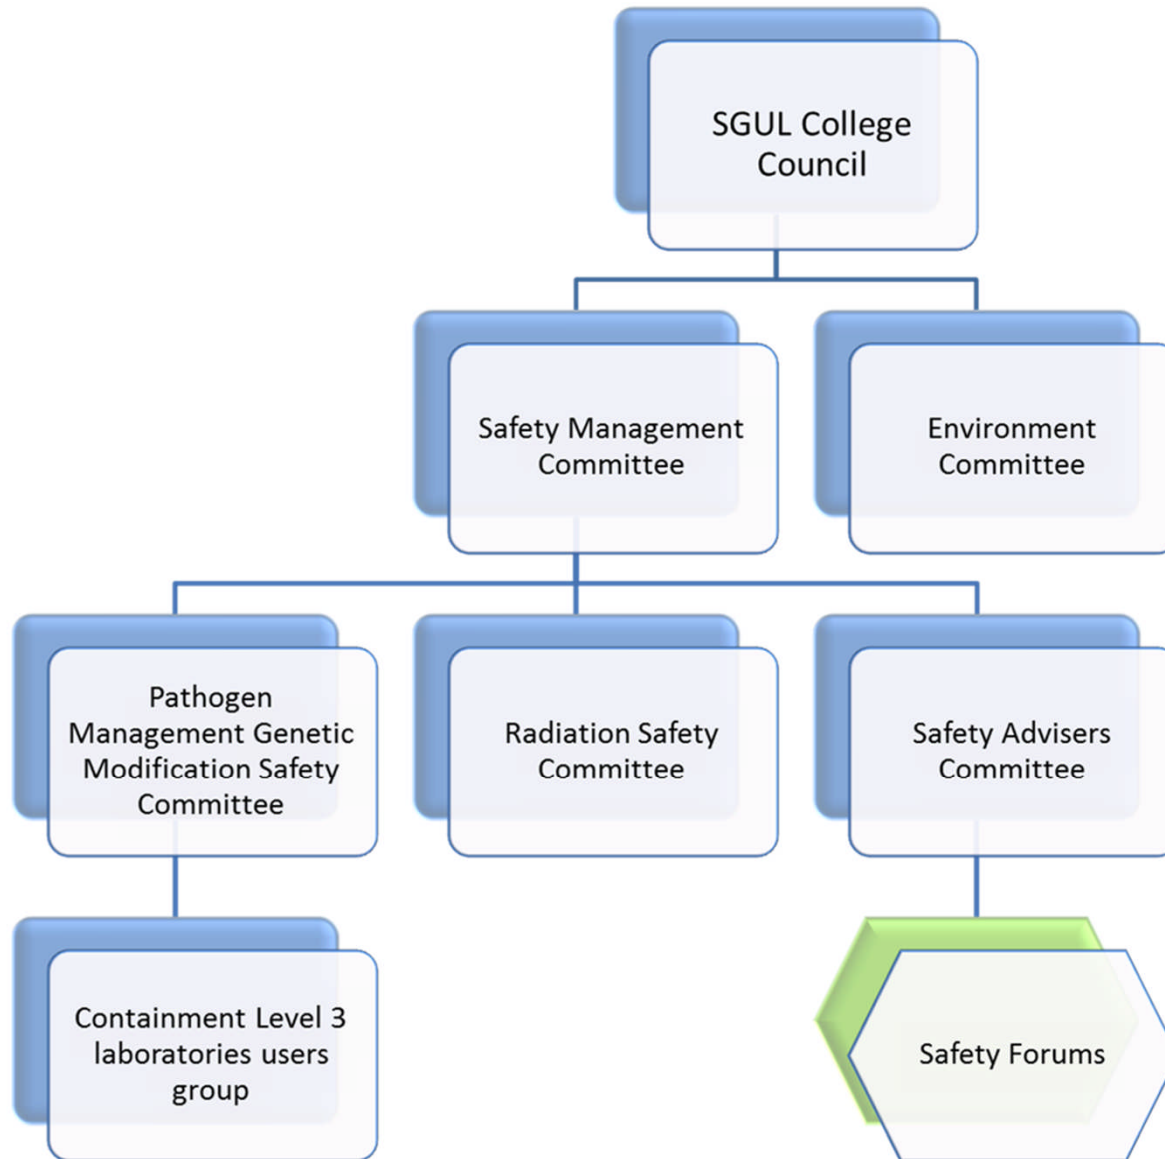 SGUL College
Council
Safety Management
Committee
Environment
Committee
Pathogen
Management Genetic
Modification Safety
Committee
Radiation Safety
Committee
Safety Advisers
Committee
Containment Level 3
laboratories users
group
Safety Forums